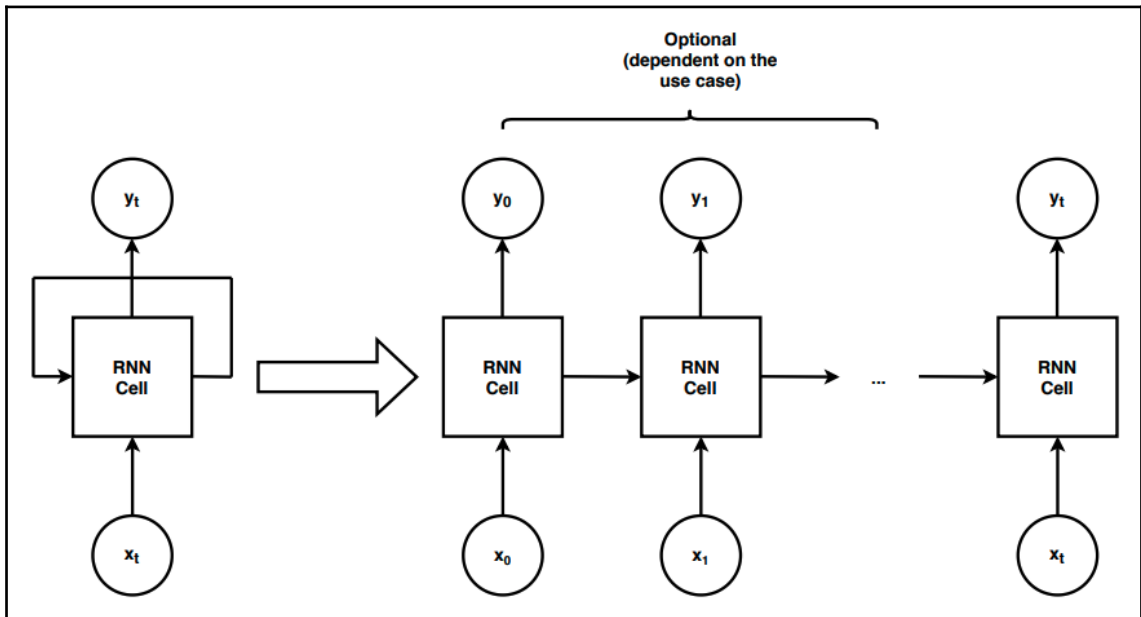 Optional
(dependent on the
use case)
yt
y0
y1
yt
RNN
Cell
RNN
Cell
RNN
Cell
...
RNN
Cell
xt
x0
x1
xt